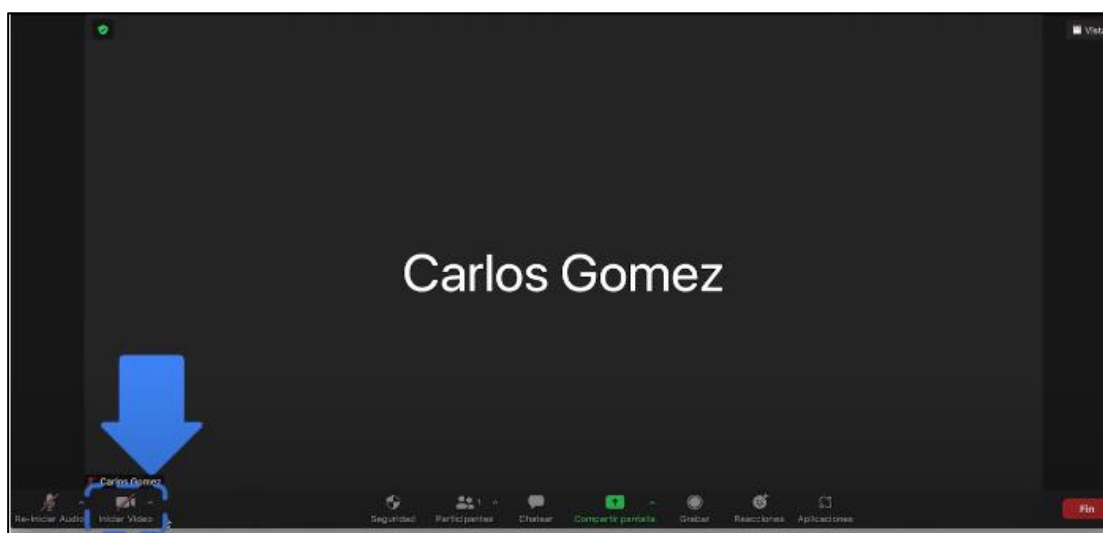 Vista
Carlos Gomez
Carlos Gomez
Re-Iniciar Audio
Iniciar Video
Seguridad
Participantes
1
Chatear
Compartir pantalla
Grabar
Reacciones
Aplicaciones
Fin